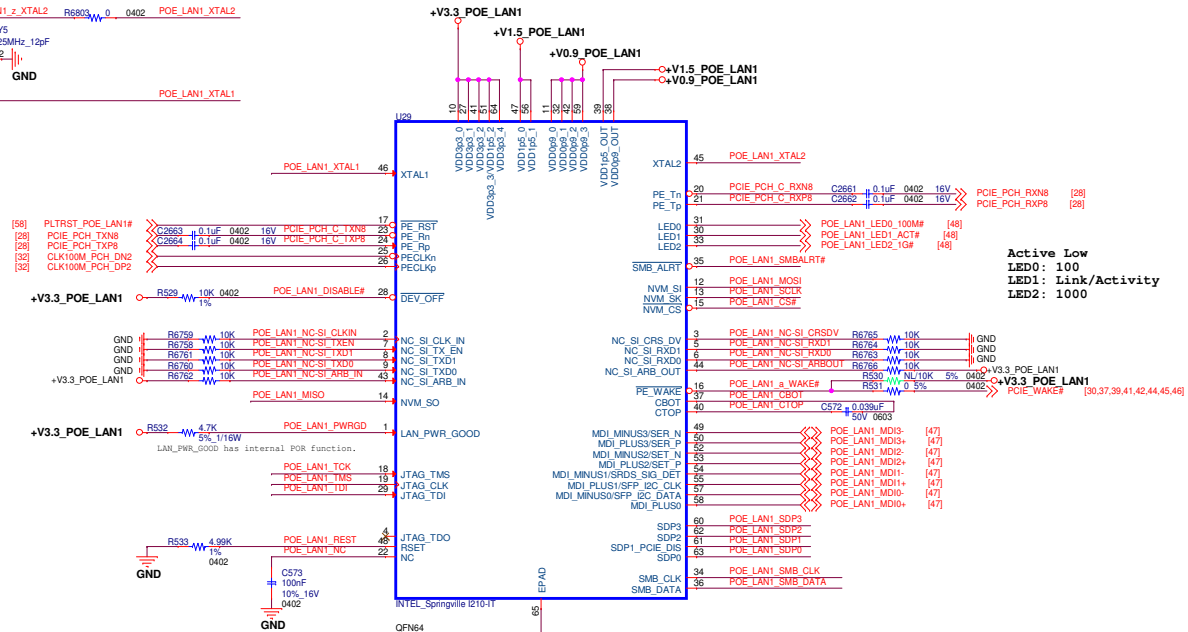 N1_z_XTAL2 R6803 0 0402 POE_LAN1_XTAL2
Y5
25MHz_12pF
2
GND
POE_LAN1_XTAL1
+V3.3_POE_LAN1
+V1.5_POE_LAN1
+V0.9_POE_LAN1
+V1.5_POE_LAN1
+V0.9_POE_LAN1
10 27 41 51 64 47 56 11 32 42 59 39 38
U29
VDD3p3_0
VDD3p3_1
VDD3p3_2
VDD3p3_3/VDD1p5_2
VDD3p3_4
VDD1p5_0
VDD1p5_1
VDD0p9_0
VDD0p9_1
VDD0p9_2
VDD0p9_3
VDD1p5_OUT
VDD0p9_OUT
POE_LAN1_XTAL1 46 XTAL1
XTAL2 45 POE_LAN1_XTAL2
PE_Tn 20 PCIE_PCH_C_RXN8 C2661 0.1uF 0402 16V PCIE_PCH_RXN8 [28]
PE_Tp 21 PCIE_PCH_C_RXP8 C2662 0.1uF 0402 16V PCIE_PCH_RXP8 [28]
[58] PLTRST_POE_LAN1# 17 PE_RST
[28] PCIE_PCH_TXN8 C2663 0.1uF 0402 16V PCIE_PCH_C_TXN8 23 PE_Rn
[28] PCIE_PCH_TXP8 C2664 0.1uF 0402 16V PCIE_PCH_C_TXP8 24 PE_Rp
[32] CLK100M_PCH_DN2 25 PECLKn
[32] CLK100M_PCH_DP2 26 PECLKp
LED0 31 POE_LAN1_LED0_100M# [48]
LED1 30 POE_LAN1_LED1_ACT# [48]
LED2 33 POE_LAN1_LED2_1G# [48]
Active Low
LED0: 100
LED1: Link/Activity
LED2: 1000
SMB_ALRT 35 POE_LAN1_SMBALRT#
NVM_SI 12 POE_LAN1_MOSI
NVM_SK 13 POE_LAN1_SCLK
NVM_CS 15 POE_LAN1_CS#
+V3.3_POE_LAN1 R529 10K 0402 1% POE_LAN1_DISABLE# 28 DEV_OFF
GND R6759 10K POE_LAN1_NC-SI_CLKIN 2 NC_SI_CLK_IN
GND R6758 10K POE_LAN1_NC-SI_TXEN 7 NC_SI_TX_EN
GND R6761 10K POE_LAN1_NC-SI_TXD1 8 NC_SI_TXD1
GND R6760 10K POE_LAN1_NC-SI_TXD0 9 NC_SI_TXD0
+V3.3_POE_LAN1 R6762 10K POE_LAN1_NC-SI_ARB_IN 43 NC_SI_ARB_IN
NC_SI_CRS_DV 3 POE_LAN1_NC-SI_CRSDV R6765 10K GND
NC_SI_RXD1 5 POE_LAN1_NC-SI_RXD1 R6764 10K GND
NC_SI_RXD0 6 POE_LAN1_NC-SI_RXD0 R6763 10K GND
NC_SI_ARB_OUT 44 POE_LAN1_NC-SI_ARBOUT R6766 10K +V3.3_POE_LAN1
R530 NL/10K 5% 0402 +V3.3_POE_LAN1
PE_WAKE 16 POE_LAN1_a_WAKE# R531 0 5% 0402 PCIE_WAKE# [30,37,39,41,42,44,45,46]
POE_LAN1_MISO 14 NVM_SO
CBOT 37 POE_LAN1_CBOT
CTOP 40 POE_LAN1_CTOP C572 0.039uF
50V 0603
+V3.3_POE_LAN1 R532 4.7K POE_LAN1_PWRGD 1 LAN_PWR_GOOD
5%_1/16W
LAN_PWR_GOOD has internal POR function.
MDI_MINUS3/SER_N 49 POE_LAN1_MDI3- [47]
MDI_PLUS3/SER_P 50 POE_LAN1_MDI3+ [47]
MDI_MINUS2/SET_N 52 POE_LAN1_MDI2- [47]
MDI_PLUS2/SET_P 53 POE_LAN1_MDI2+ [47]
MDI_MINUS1/SRDS_SIG_DET 54 POE_LAN1_MDI1- [47]
MDI_PLUS1/SFP_I2C_CLK 55 POE_LAN1_MDI1+ [47]
MDI_MINUS0/SFP_I2C_DATA 57 POE_LAN1_MDI0- [47]
MDI_PLUS0 58 POE_LAN1_MDI0+ [47]
POE_LAN1_TCK 18 JTAG_TMS
POE_LAN1_TMS 19 JTAG_CLK
POE_LAN1_TDI 29 JTAG_TDI
4 JTAG_TDO
SDP3 60 POE_LAN1_SDP3
SDP2 62 POE_LAN1_SDP2
SDP1_PCIE_DIS 61 POE_LAN1_SDP1
SDP0 63 POE_LAN1_SDP0
R533 4.99K POE_LAN1_REST 48 RSET
1%
0402
POE_LAN1_NC 22 NC
GND
C573
100nF
10%_16V
0402
GND
SMB_CLK 34 POE_LAN1_SMB_CLK
SMB_DATA 36 POE_LAN1_SMB_DATA
EPAD
65
INTEL_Springville I210-IT
QFN64